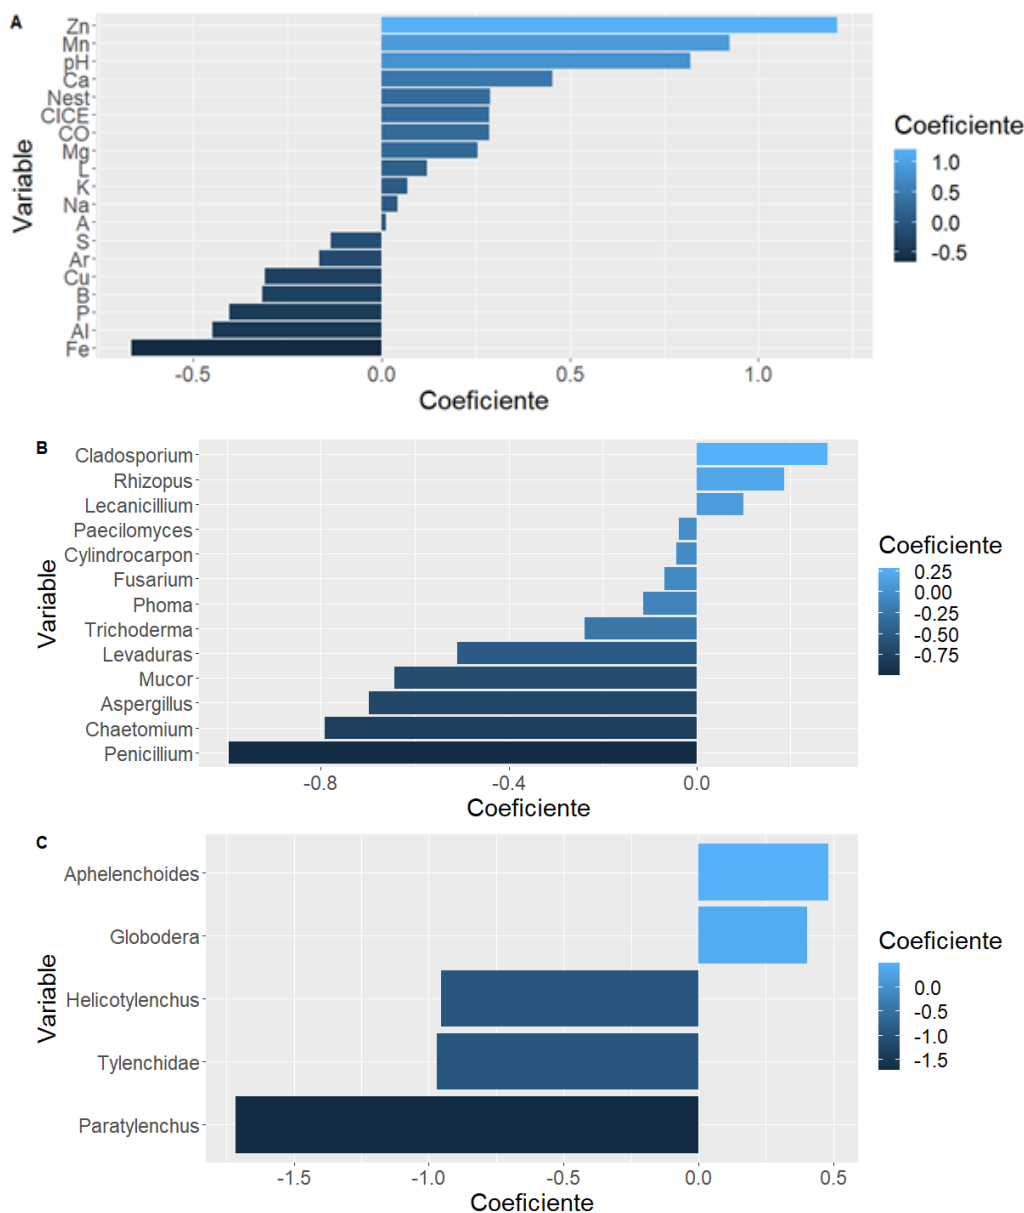 A
Zn
Mn
pH
Ca
Nest
CICE
CO
Mg
L
K
Na
A
S
Ar
Cu
B
P
Al
Fe
Variable
-0.5 0.0 0.5 1.0
Coeficiente
Coeficiente
1.0
0.5
0.0
-0.5
B
Cladosporium
Rhizopus
Lecanicillium
Paecilomyces
Cylindrocarpon
Fusarium
Phoma
Trichoderma
Levaduras
Mucor
Aspergillus
Chaetomium
Penicillium
Variable
-0.8 -0.4 0.0
Coeficiente
Coeficiente
0.25
0.00
-0.25
-0.50
-0.75
C
Aphelenchoides
Globodera
Helicotylenchus
Tylenchidae
Paratylenchus
Variable
-1.5 -1.0 -0.5 0.0 0.5
Coeficiente
Coeficiente
0.0
-0.5
-1.0
-1.5